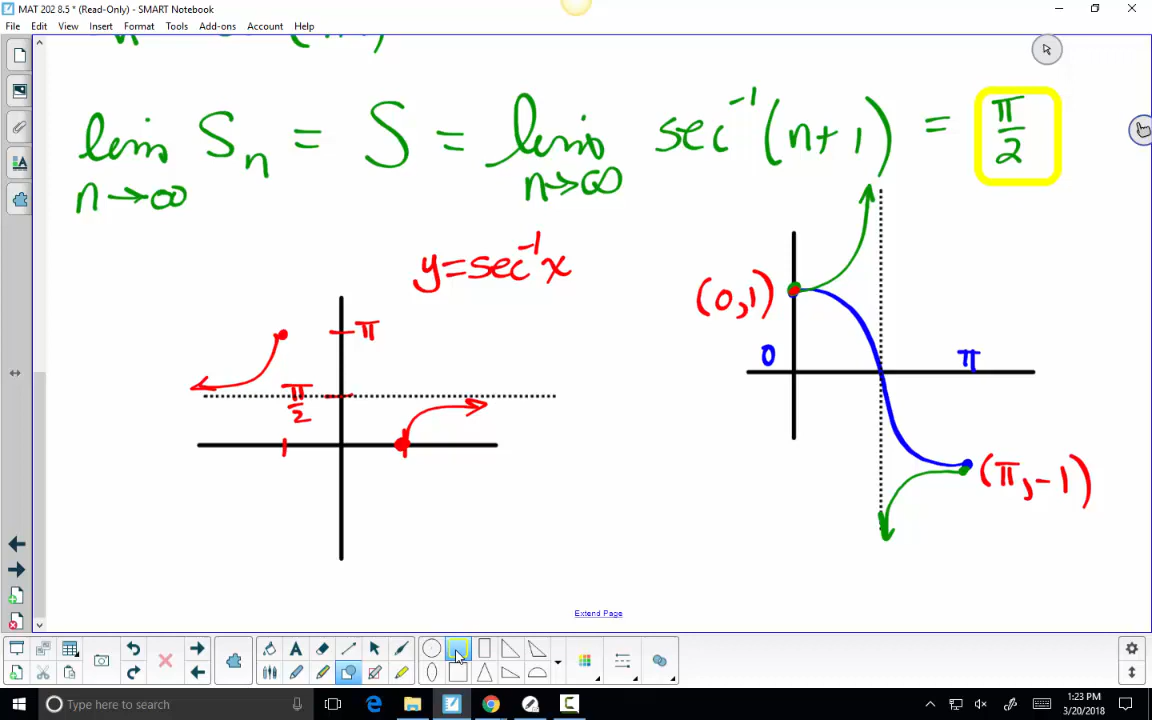 MAT 202 8.5 * (Read-Only) - SMART Notebook
File Edit View Insert Format Tools Add-ons Account Help
lim Sn = S = lim sec⁻¹(n+1) = π/2
n→∞ n→∞
y=sec⁻¹x
(0,1)
π
0
π
π/2
(π,-1)
Extend Page
A
Type here to search
1:23 PM
3/20/2018